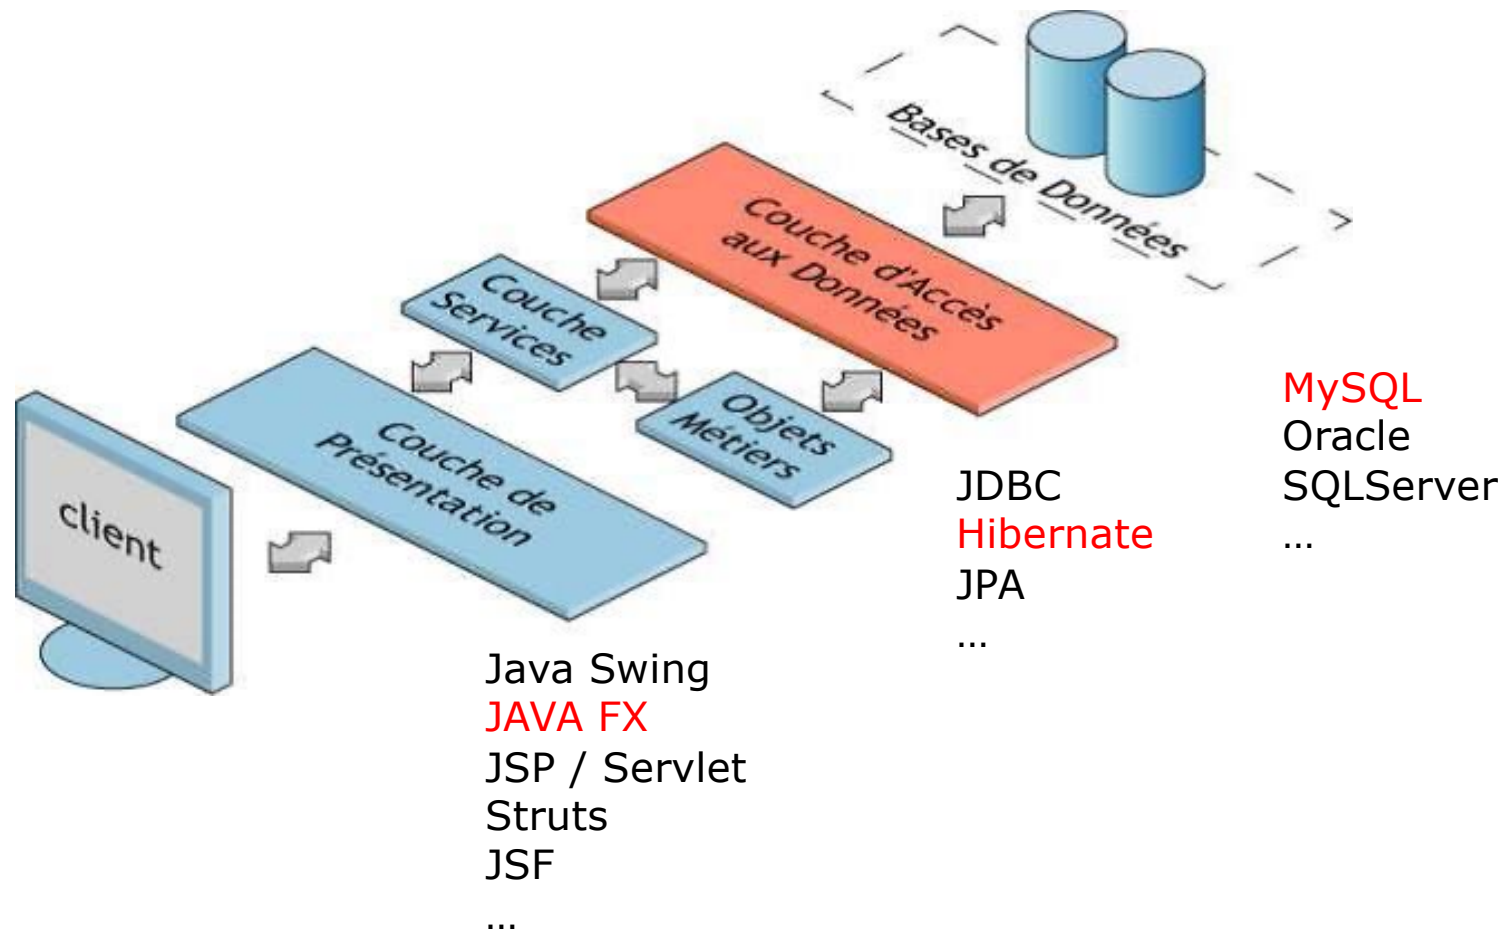 Bases de Données
Couche d'Accès
aux Données
Couche
Services
Objets
Métiers
Couche de
Présentation
client
MySQL
Oracle
SQLServer
...
JDBC
Hibernate
JPA
...
Java Swing
JAVA FX
JSP / Servlet
Struts
JSF
...